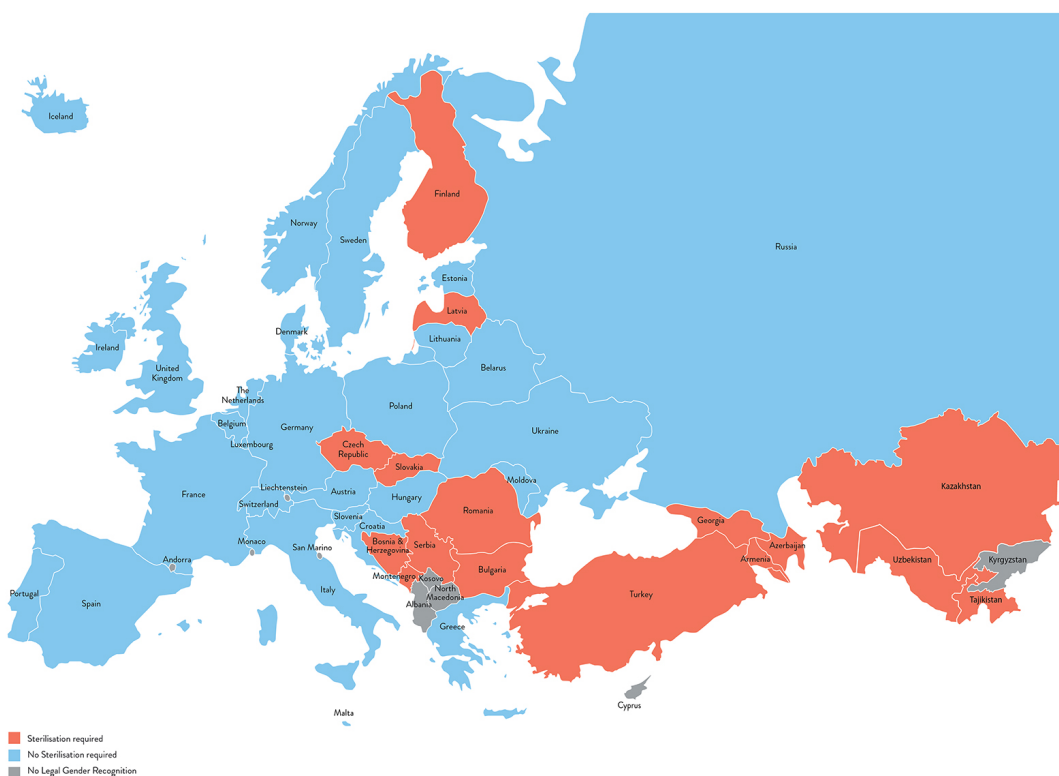 Iceland
Finland
Norway
Sweden
Russia
Estonia
Latvia
Denmark
Lithuania
Ireland
United
Kingdom
Belarus
The
Netherlands
Poland
Belgium
Germany
Ukraine
Luxembourg
Czech
Republic
Slovakia
Moldova
Kazakhstan
Liechtenstein
Austria
France
Hungary
Switzerland
Romania
Slovenia
Georgia
Croatia
Monaco
San Marino
Bosnia &
Herzegovina
Serbia
Azerbaijan
Andorra
Armenia
Uzbekistan
Kyrgyzstan
Bulgaria
Montenegro
Kosovo
Italy
North
Macedonia
Portugal
Spain
Albania
Turkey
Tajikistan
Greece
Cyprus
Malta
Sterilisation required
No Sterilisation required
No Legal Gender Recognition